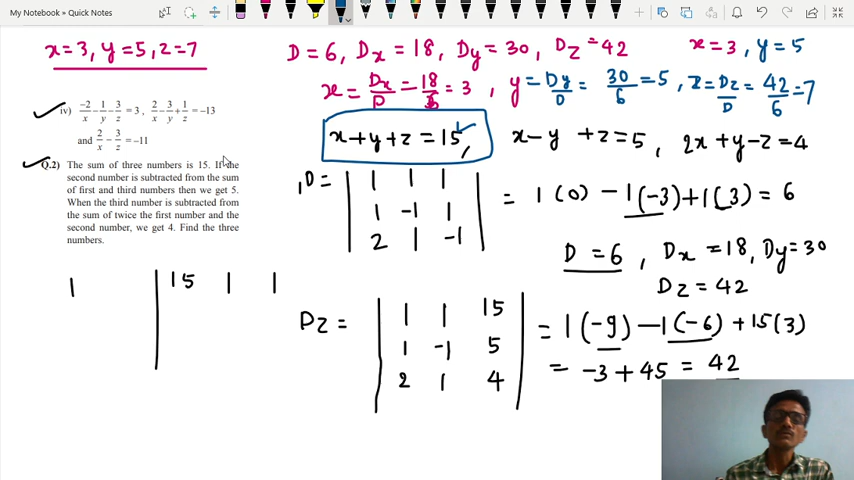 My Notebook » Quick Notes
x=3, y=5, z=7
D=6, Dx=18, Dy=30, Dz=42
x=3, y=5
x = Dx/D = 18/6 = 3, y = Dy/D = 30/6 = 5, z = Dz/D = 42/6 = 7
iv) -2/x - 1/y - 3/z = 3, 2/x - 3/y + 1/z = -13
and 2/x - 3/z = -11
x+y+z=15, x-y+z=5, 2x+y-z=4
Q.2) The sum of three numbers is 15. If the
second number is subtracted from the sum
of first and third numbers then we get 5.
When the third number is subtracted from
the sum of twice the first number and the
second number, we get 4. Find the three
numbers.
, D = | 1 1 1 | = 1(0) - 1(-3) + 1(3) = 6
1 -1 1
2 1 -1
D=6, Dx=18, Dy=30
Dz=42
1 | 15 1 1
Dz = | 1 1 15 | = 1(-9) - 1(-6) + 15(3)
1 -1 5
2 1 4
= -3+45 = 42